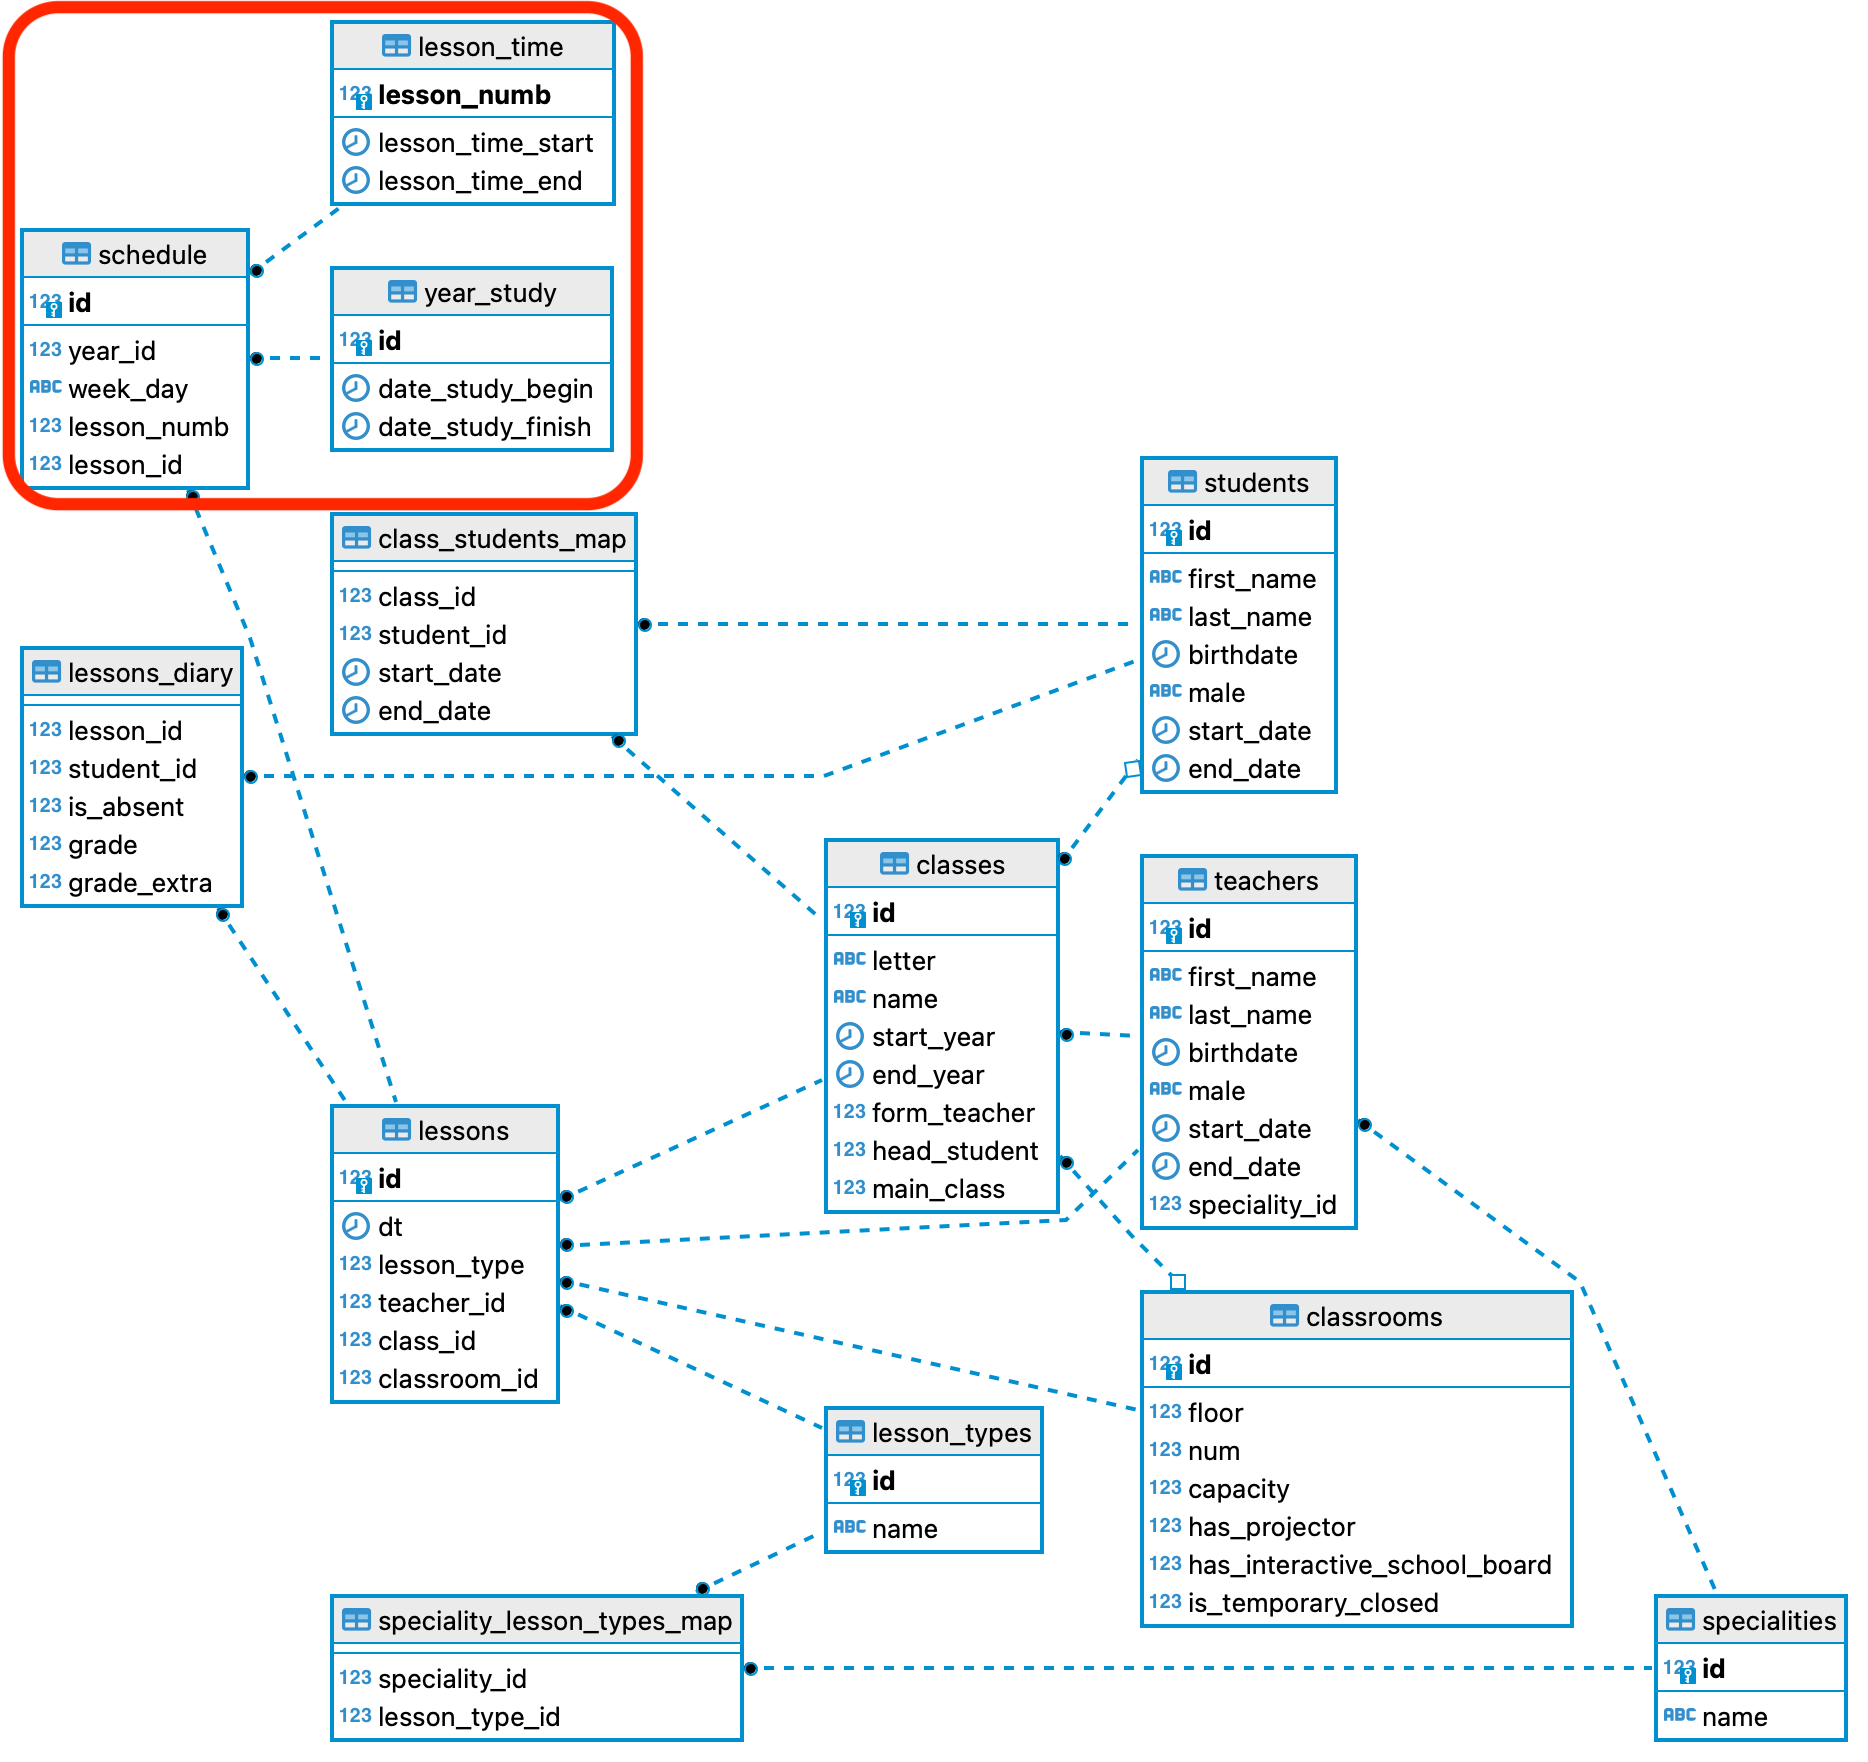 lesson_time
123 lesson_numb
lesson_time_start
lesson_time_end
schedule
123 id
123 year_id
ABC week_day
123 lesson_numb
123 lesson_id
year_study
123 id
date_study_begin
date_study_finish
class_students_map
123 class_id
123 student_id
start_date
end_date
students
123 id
ABC first_name
ABC last_name
birthdate
ABC male
start_date
end_date
lessons_diary
123 lesson_id
123 student_id
123 is_absent
123 grade
123 grade_extra
classes
123 id
ABC letter
ABC name
start_year
end_year
123 form_teacher
123 head_student
123 main_class
teachers
123 id
ABC first_name
ABC last_name
birthdate
ABC male
start_date
end_date
123 speciality_id
lessons
123 id
dt
123 lesson_type
123 teacher_id
123 class_id
123 classroom_id
classrooms
123 id
123 floor
123 num
123 capacity
123 has_projector
123 has_interactive_school_board
123 is_temporary_closed
lesson_types
123 id
ABC name
speciality_lesson_types_map
123 speciality_id
123 lesson_type_id
specialities
123 id
ABC name